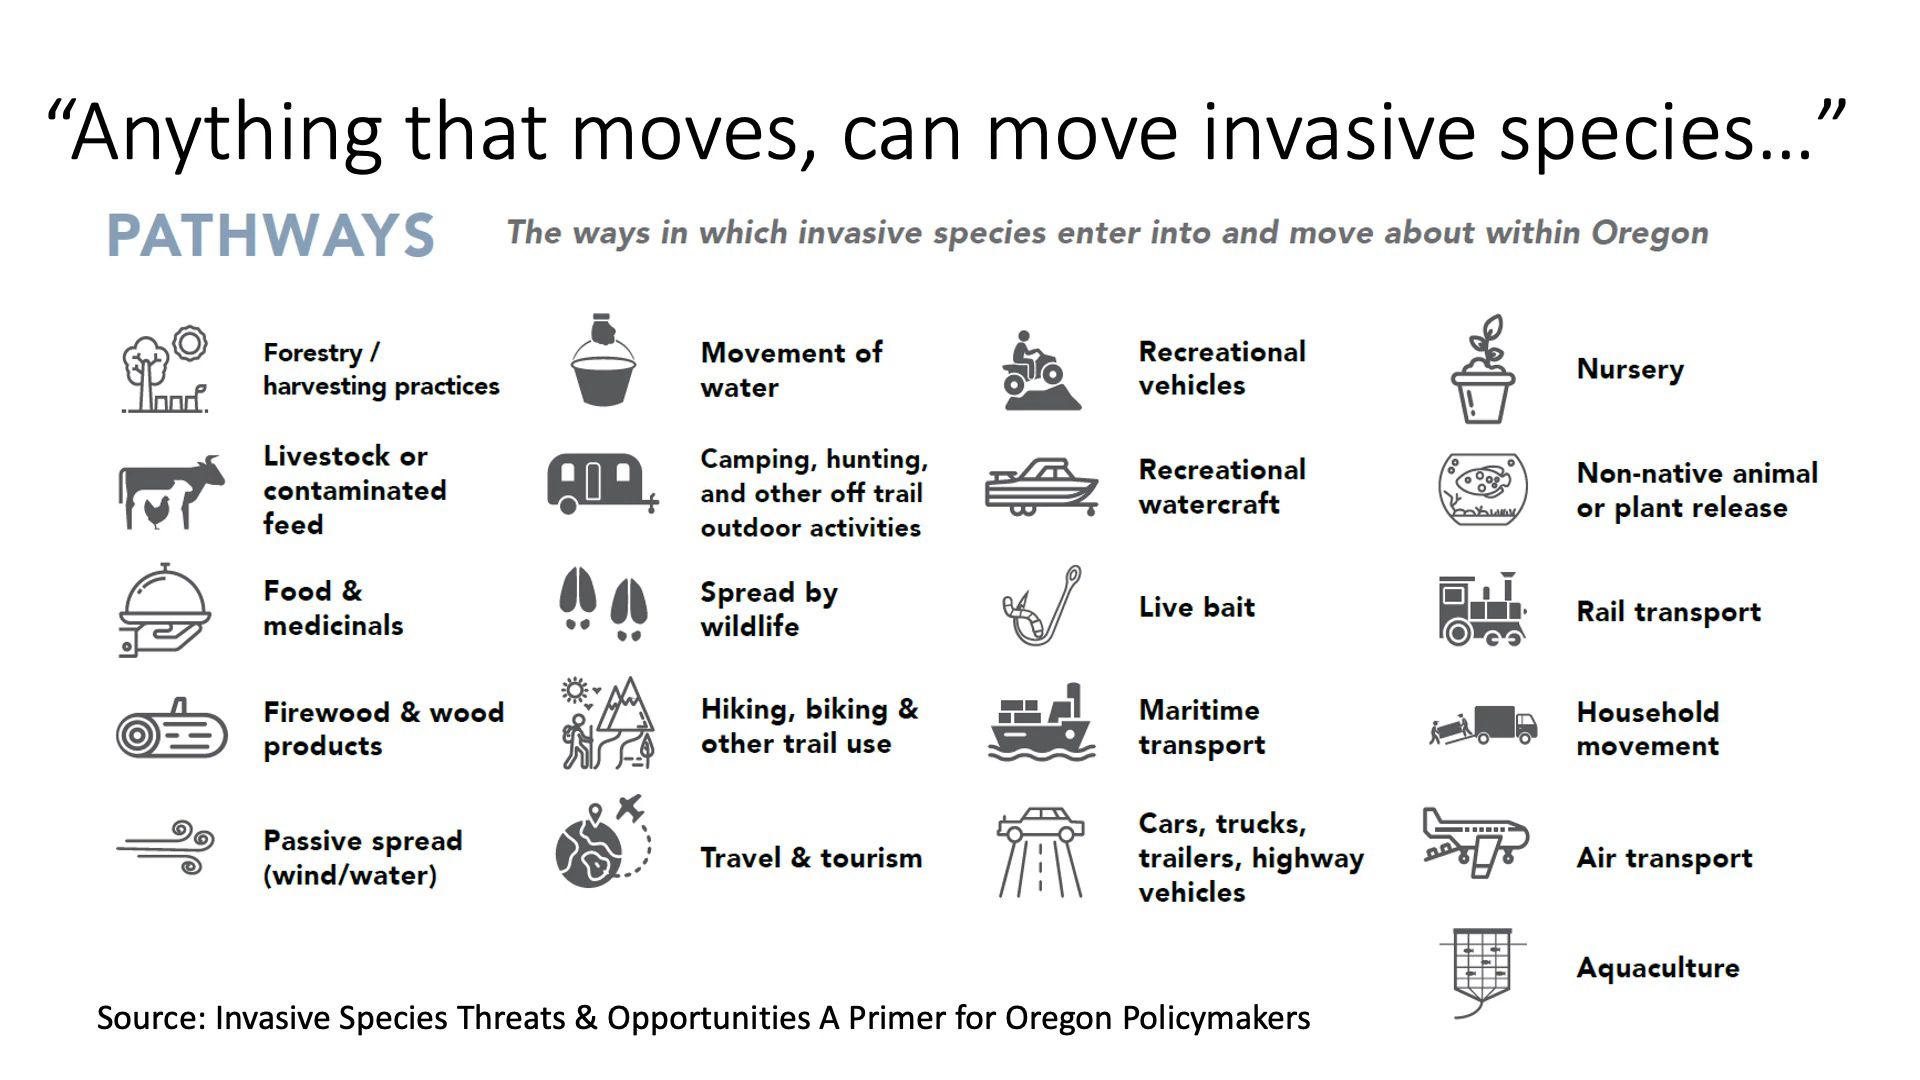 “Anything that moves, can move invasive species...”
PATHWAYS
The ways in which invasive species enter into and move about within Oregon
Forestry /
harvesting practices
Livestock or
contaminated
feed
Food &
medicinals
Firewood & wood
products
Passive spread
(wind/water)
Movement of
water
Camping, hunting,
and other off trail
outdoor activities
Spread by
wildlife
Hiking, biking &
other trail use
Travel & tourism
Recreational
vehicles
Recreational
watercraft
Live bait
Maritime
transport
Cars, trucks,
trailers, highway
vehicles
Nursery
Non-native animal
or plant release
Rail transport
Household
movement
Air transport
Aquaculture
Source: Invasive Species Threats & Opportunities A Primer for Oregon Policymakers